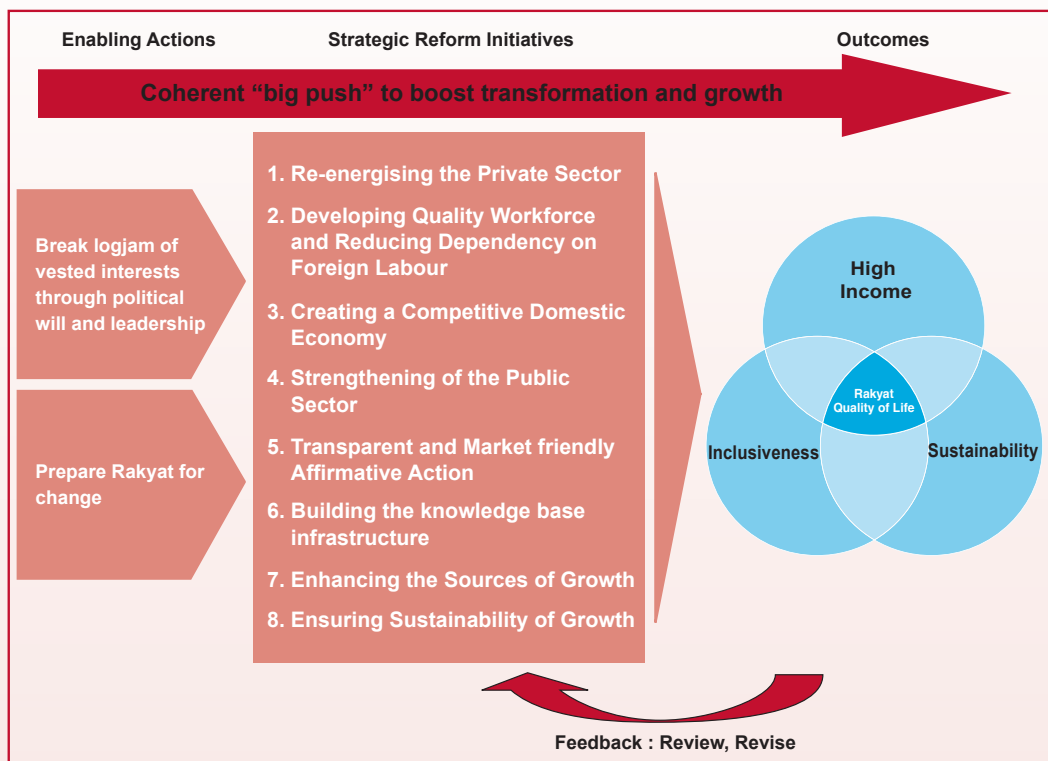 Enabling Actions
Strategic Reform Initiatives
Outcomes
Coherent “big push” to boost transformation and growth
Break logjam of
vested interests
through political
will and leadership
Prepare Rakyat for
change
1. Re-energising the Private Sector
2. Developing Quality Workforce
and Reducing Dependency on
Foreign Labour
3. Creating a Competitive Domestic
Economy
4. Strengthening of the Public
Sector
5. Transparent and Market friendly
Affirmative Action
6. Building the knowledge base
infrastructure
7. Enhancing the Sources of Growth
8. Ensuring Sustainability of Growth
High
Income
Rakyat
Quality of Life
Inclusiveness
Sustainability
Feedback : Review, Revise